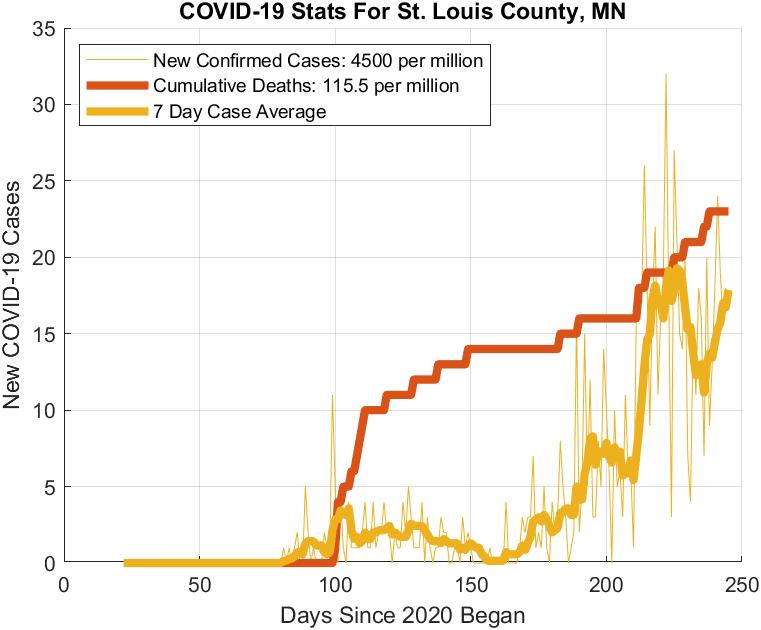 COVID-19 Stats For St. Louis County, MN
35
30
25
20
15
10
5
0
New Confirmed Cases: 4500 per million
Cumulative Deaths: 115.5 per million
7 Day Case Average
New COVID-19 Cases
0
50
100
150
200
250
Days Since 2020 Began